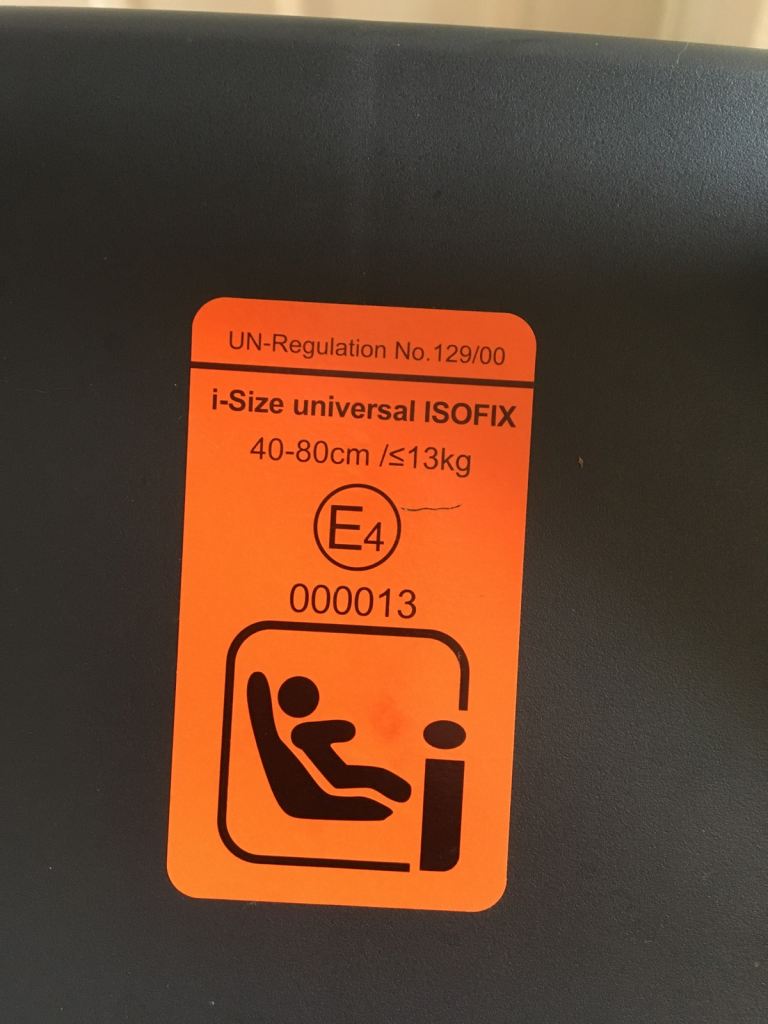 UN-Regulation No.129/00
i-Size universal ISOFIX
40-80cm /≤13kg
E4
000013
i